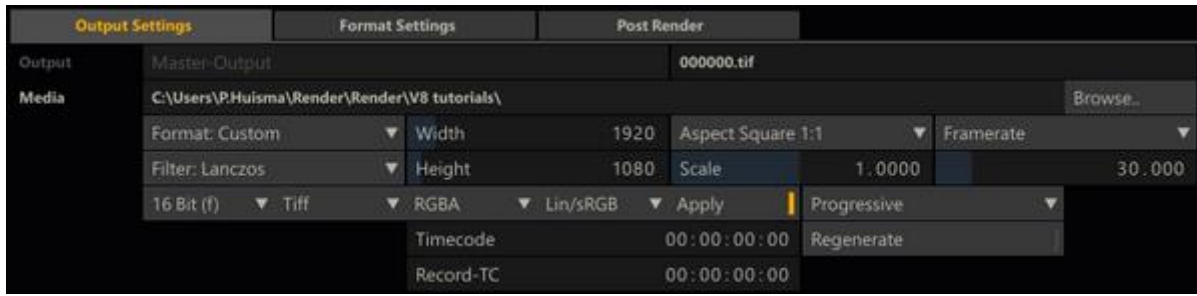 Output Settings Format Settings Post Render
Output Master-Output 000000.tif
Media C:\Users\P.Huisma\Render\Render\V8 tutorials\ Browse..
Format: Custom Width 1920 Aspect Square 1:1 Framerate
Filter: Lanczos Height 1080 Scale 1.0000 30.000
16 Bit (f) Tiff RGBA Lin/sRGB Apply Progressive
Timecode 00:00:00:00 Regenerate
Record-TC 00:00:00:00